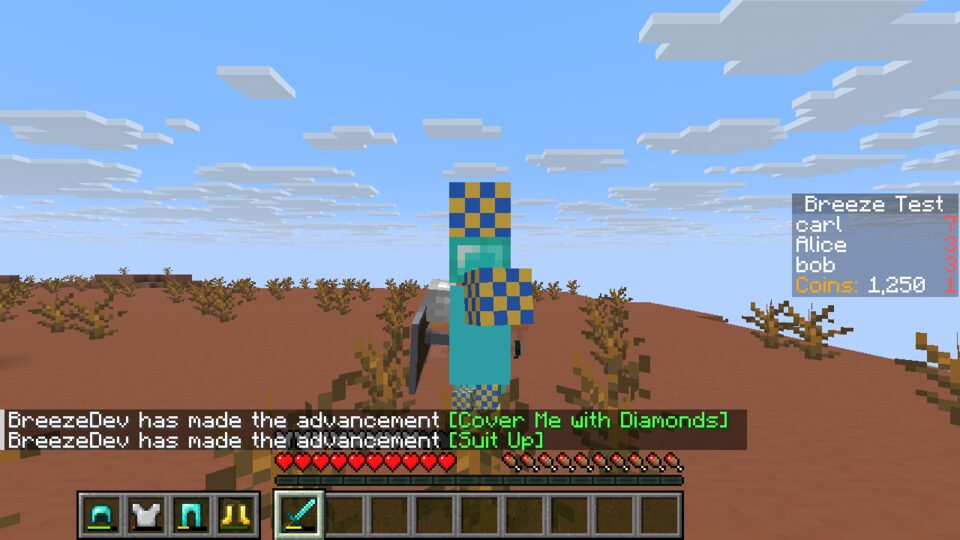 Breeze Test
carl 7
Alice 3
bob 3
Coins: 1,250 1
BreezeDev has made the advancement [Cover Me with Diamonds]
BreezeDev has made the advancement [Suit Up]